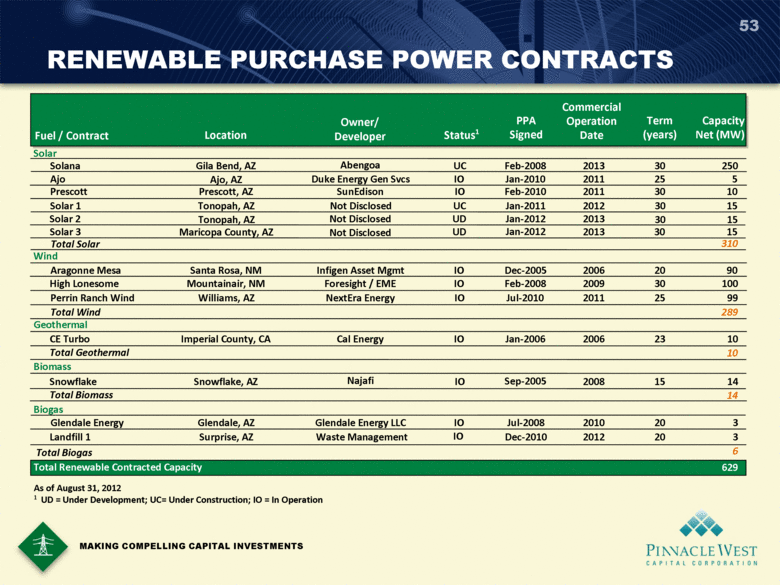 53
RENEWABLE PURCHASE POWER CONTRACTS
Fuel / Contract Location Owner/ Developer Status1 PPA Signed Commercial Operation Date Term (years) Capacity Net (MW)
Solar
Solana Gila Bend, AZ Abengoa UC Feb-2008 2013 30 250
Ajo Ajo, AZ Duke Energy Gen Svcs IO Jan-2010 2011 25 5
Prescott Prescott, AZ SunEdison IO Feb-2010 2011 30 10
Solar 1 Tonopah, AZ Not Disclosed UC Jan-2011 2012 30 15
Solar 2 Tonopah, AZ Not Disclosed UD Jan-2012 2013 30 15
Solar 3 Maricopa County, AZ Not Disclosed UD Jan-2012 2013 30 15
Total Solar 310
Wind
Aragonne Mesa Santa Rosa, NM Infigen Asset Mgmt IO Dec-2005 2006 20 90
High Lonesome Mountainair, NM Foresight / EME IO Feb-2008 2009 30 100
Perrin Ranch Wind Williams, AZ NextEra Energy IO Jul-2010 2011 25 99
Total Wind 289
Geothermal
CE Turbo Imperial County, CA Cal Energy IO Jan-2006 2006 23 10
Total Geothermal 10
Biomass
Snowflake Snowflake, AZ Najafi IO Sep-2005 2008 15 14
Total Biomass 14
Biogas
Glendale Energy Glendale, AZ Glendale Energy LLC IO Jul-2008 2010 20 3
Landfill 1 Surprise, AZ Waste Management IO Dec-2010 2012 20 3
Total Biogas 6
Total Renewable Contracted Capacity 629
As of August 31, 2012
1 UD = Under Development; UC= Under Construction; IO = In Operation
MAKING COMPELLING CAPITAL INVESTMENTS
PINNACLE WEST
CAPITAL CORPORATION